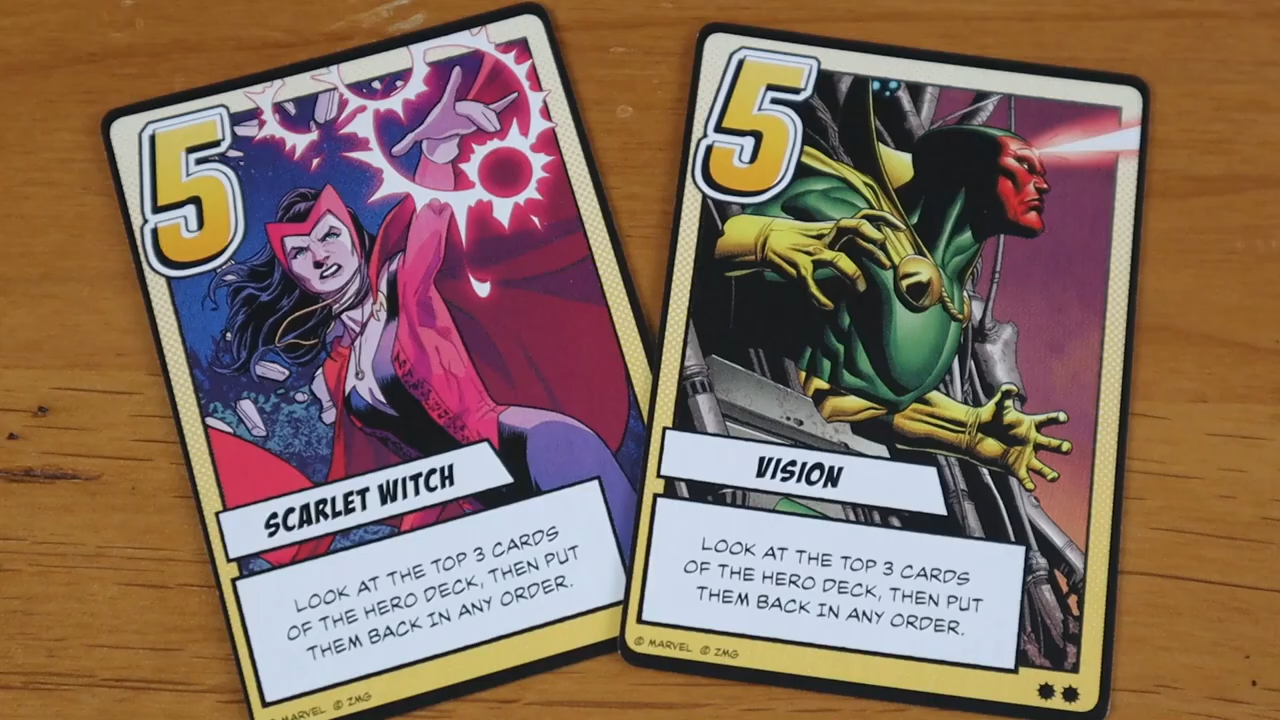 5
SCARLET WITCH
LOOK AT THE TOP 3 CARDS
OF THE HERO DECK, THEN PUT
THEM BACK IN ANY ORDER.
© MARVEL © ZMG
5
VISION
LOOK AT THE TOP 3 CARDS
OF THE HERO DECK, THEN PUT
THEM BACK IN ANY ORDER.
© MARVEL © ZMG